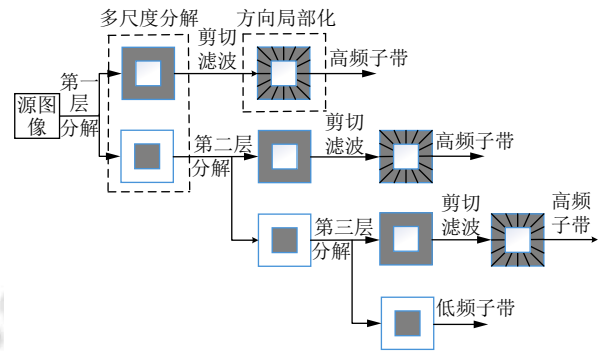 多尺度分解
方向局部化
剪切
滤波
高频子带
第一
层
分解
源图
像
第二层
分解
剪切
滤波
高频子带
第三层
分解
剪切
滤波
高频
子带
低频子带